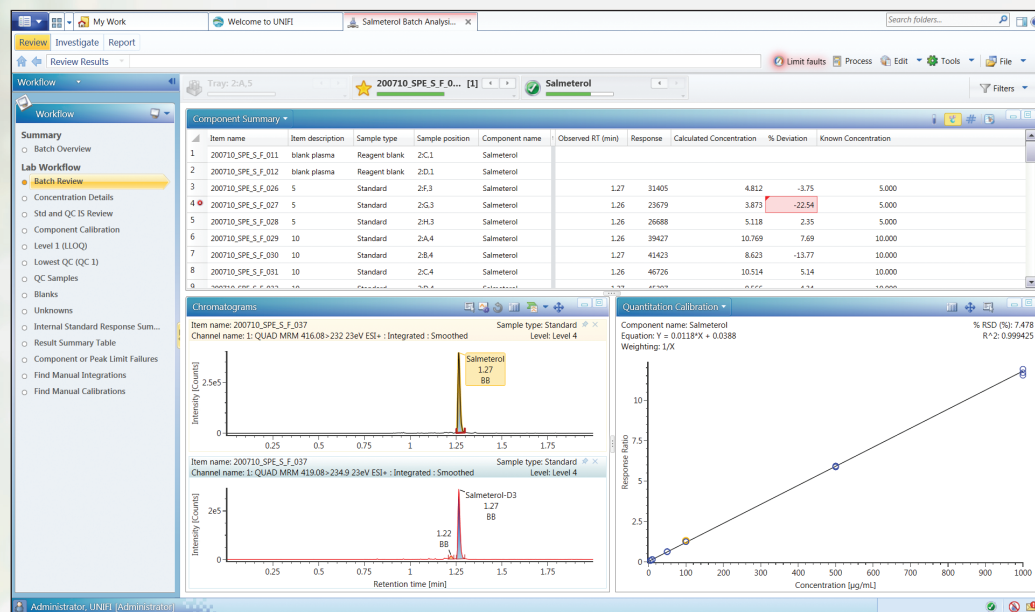 My Work
Welcome to UNIFI
Salmeterol Batch Analysi...
Search folders...
Review Investigate Report
Review Results
Limit faults Process Edit Tools File
Workflow
Tray: 2:A,5
200710_SPE_S_F_0... [1]
Salmeterol
Filters
Workflow
Summary
Batch Overview
Lab Workflow
Batch Review
Concentration Details
Std and QC IS Review
Component Calibration
Level 1 (LLOQ)
Lowest QC (QC 1)
QC Samples
Blanks
Unknowns
Internal Standard Response Sum...
Result Summary Table
Component or Peak Limit Failures
Find Manual Integrations
Find Manual Calibrations
Component Summary
Item name Item description Sample type Sample position Component name Observed RT (min) Response Calculated Concentration % Deviation Known Concentration
1 200710_SPE_S_F_011 blank plasma Reagent blank 2:C,1 Salmeterol
2 200710_SPE_S_F_012 blank plasma Reagent blank 2:D,1 Salmeterol
3 200710_SPE_S_F_026 5 Standard 2:F,3 Salmeterol 1.27 31405 4.812 -3.75 5.000
4 200710_SPE_S_F_027 5 Standard 2:G,3 Salmeterol 1.26 23679 3.873 -22.54 5.000
5 200710_SPE_S_F_028 5 Standard 2:H,3 Salmeterol 1.26 26688 5.118 2.35 5.000
6 200710_SPE_S_F_029 10 Standard 2:A,4 Salmeterol 1.26 39427 10.769 7.69 10.000
7 200710_SPE_S_F_030 10 Standard 2:B,4 Salmeterol 1.27 41423 8.623 -13.77 10.000
8 200710_SPE_S_F_031 10 Standard 2:C,4 Salmeterol 1.26 46726 10.514 5.14 10.000
Chromatograms
Item name: 200710_SPE_S_F_037 Sample type: Standard
Channel name: 1: QUAD MRM 416.08>232 23eV ESI+ : Integrated : Smoothed Level: Level 4
Salmeterol
1.27
BB
Intensity [Counts]
2.5e5
0
0.25 0.5 0.75 1 1.25 1.5 1.75
Item name: 200710_SPE_S_F_037 Sample type: Standard
Channel name: 1: QUAD MRM 419.08>234.9 23eV ESI+ : Integrated : Smoothed Level: Level 4
Salmeterol-D3
1.27
BB
1.22
BB
Intensity [Counts]
2e5
0
0.25 0.5 0.75 1 1.25 1.5 1.75
Retention time [min]
Quantitation Calibration
Component name: Salmeterol % RSD (%): 7.478
Equation: Y = 0.0118*X + 0.0388 R^2: 0.999425
Weighting: 1/X
Response Ratio
10
7.5
5
2.5
0
0 100 200 300 400 500 600 700 800 900 1000
Concentration [µg/mL]
Administrator, UNIFI [Administrator]